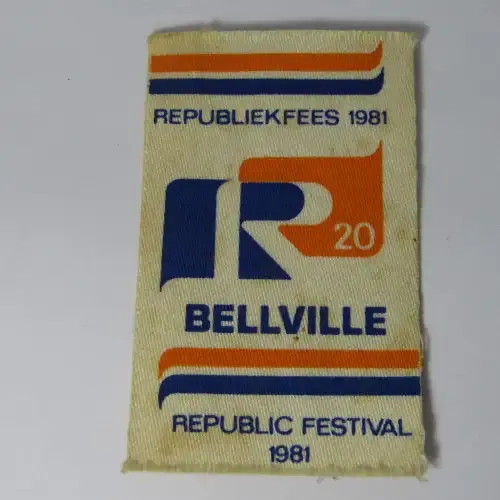 REPUBLIEKFEES 1981
R 20
BELLVILLE
REPUBLIC FESTIVAL
1981